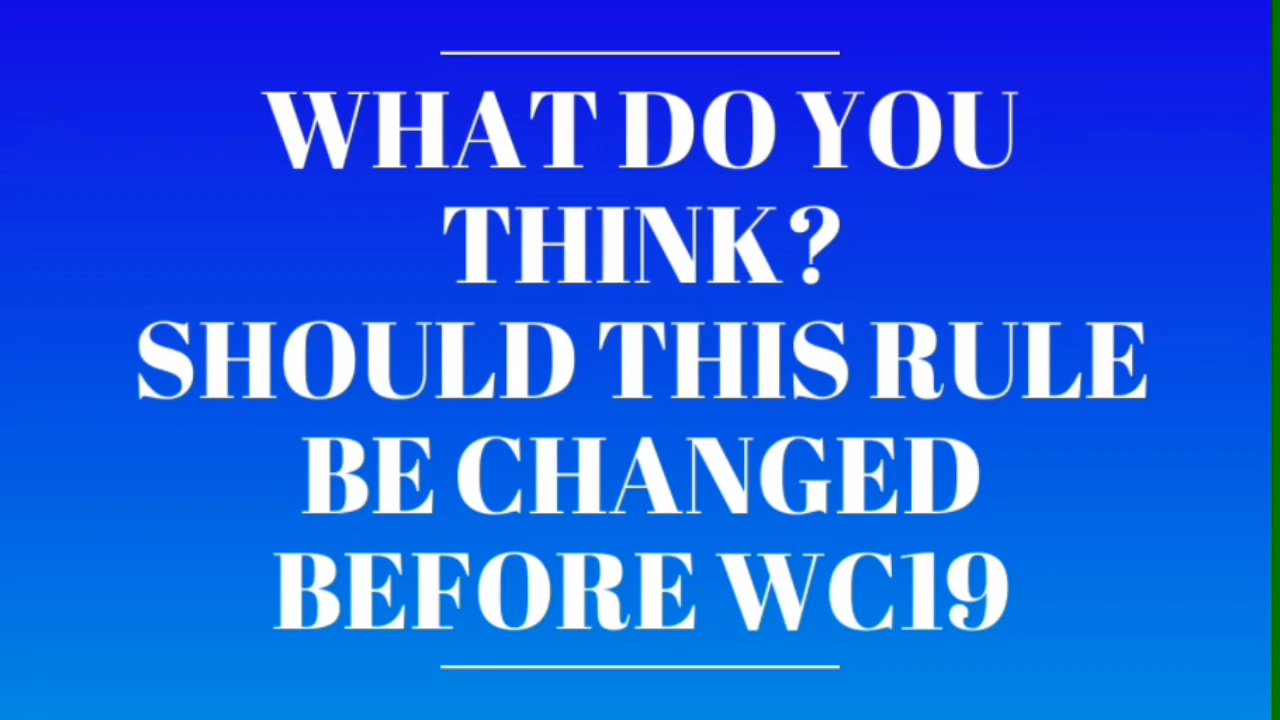 WHAT DO YOU
THINK?
SHOULD THIS RULE
BE CHANGED
BEFORE WC19